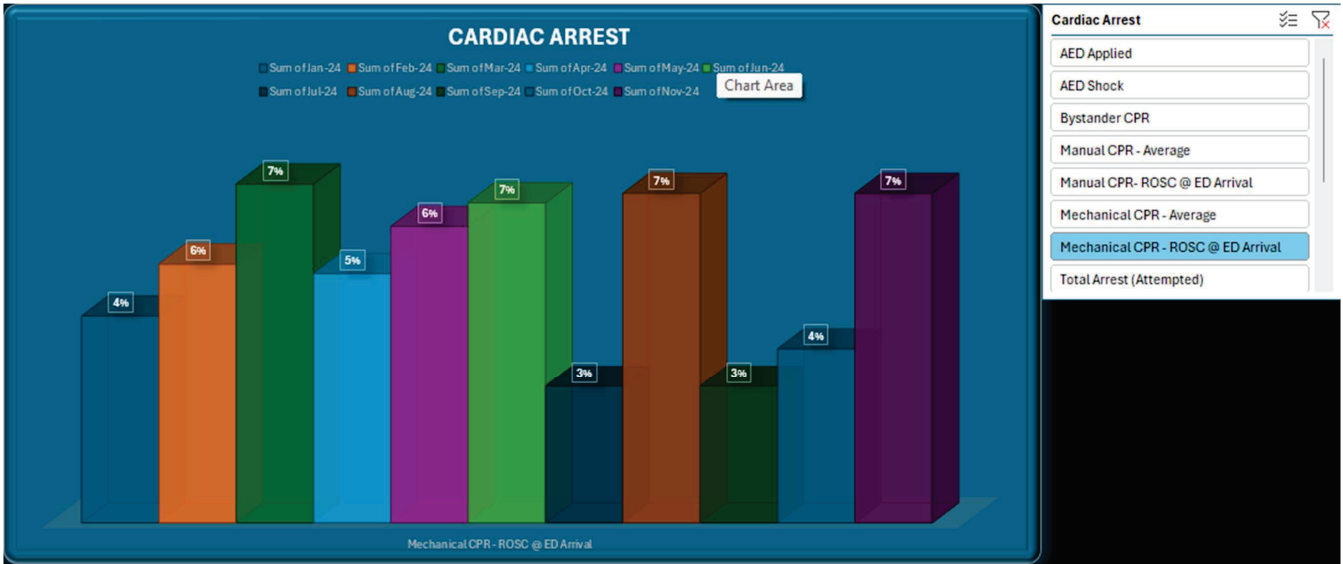 CARDIAC ARREST
Sum of Jan-24 Sum of Feb-24 Sum of Mar-24 Sum of Apr-24 Sum of May-24 Sum of Jun-24
Sum of Jul-24 Sum of Aug-24 Sum of Sep-24 Sum of Oct-24 Sum of Nov-24
Chart Area
4%
6%
7%
5%
6%
7%
3%
7%
3%
4%
7%
Mechanical CPR - ROSC @ ED Arrival
Cardiac Arrest
AED Applied
AED Shock
Bystander CPR
Manual CPR - Average
Manual CPR- ROSC @ ED Arrival
Mechanical CPR - Average
Mechanical CPR - ROSC @ ED Arrival
Total Arrest (Attempted)